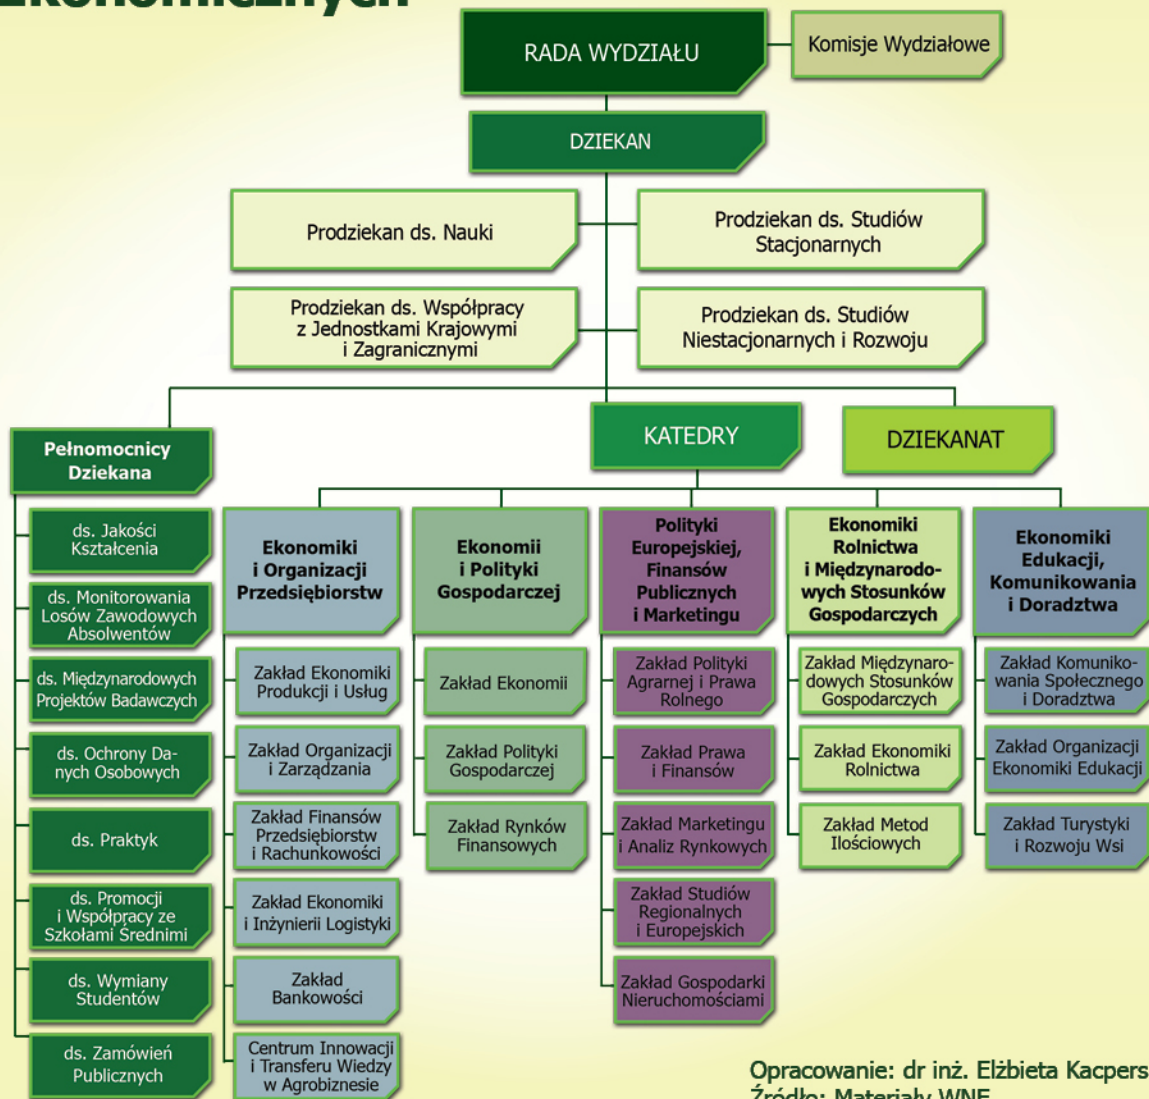 Ekonomicznych
RADA WYDZIAŁU
Komisje Wydziałowe
DZIEKAN
Prodziekan ds. Nauki
Prodziekan ds. Studiów
Stacjonarnych
Prodziekan ds. Współpracy
z Jednostkami Krajowymi
i Zagranicznymi
Prodziekan ds. Studiów
Niestacjonarnych i Rozwoju
Pełnomocnicy
Dziekana
KATEDRY
DZIEKANAT
ds. Jakości
Kształcenia
ds. Monitorowania
Losów Zawodowych
Absolwentów
ds. Międzynarodowych
Projektów Badawczych
ds. Ochrony Da-
nych Osobowych
ds. Praktyk
ds. Promocji
i Współpracy ze
Szkołami Średnimi
ds. Wymiany
Studentów
ds. Zamówień
Publicznych
Ekonomiki
i Organizacji
Przedsiębiorstw
Zakład Ekonomiki
Produkcji i Usług
Zakład Organizacji
i Zarządzania
Zakład Finansów
Przedsiębiorstw
i Rachunkowości
Zakład Ekonomiki
i Inżynierii Logistyki
Zakład
Bankowości
Centrum Innowacji
i Transferu Wiedzy
w Agrobiznesie
Ekonomii
i Polityki
Gospodarczej
Zakład Ekonomii
Zakład Polityki
Gospodarczej
Zakład Rynków
Finansowych
Polityki
Europejskiej,
Finansów
Publicznych
i Marketingu
Zakład Polityki
Agrarnej i Prawa
Rolnego
Zakład Prawa
i Finansów
Zakład Marketingu
i Analiz Rynkowych
Zakład Studiów
Regionalnych
i Europejskich
Zakład Gospodarki
Nieruchomościami
Ekonomiki
Rolnictwa
i Międzynarodo-
wych Stosunków
Gospodarczych
Zakład Międzynaro-
dowych Stosunków
Gospodarczych
Zakład Ekonomiki
Rolnictwa
Zakład Metod
Ilościowych
Ekonomiki
Edukacji,
Komunikowania
i Doradztwa
Zakład Komuniko-
wania Społecznego
i Doradztwa
Zakład Organizacji
Ekonomiki Edukacji
Zakład Turystyki
i Rozwoju Wsi
Opracowanie: dr inż. Elżbieta Kacpers
Źródło: Materiały WNE